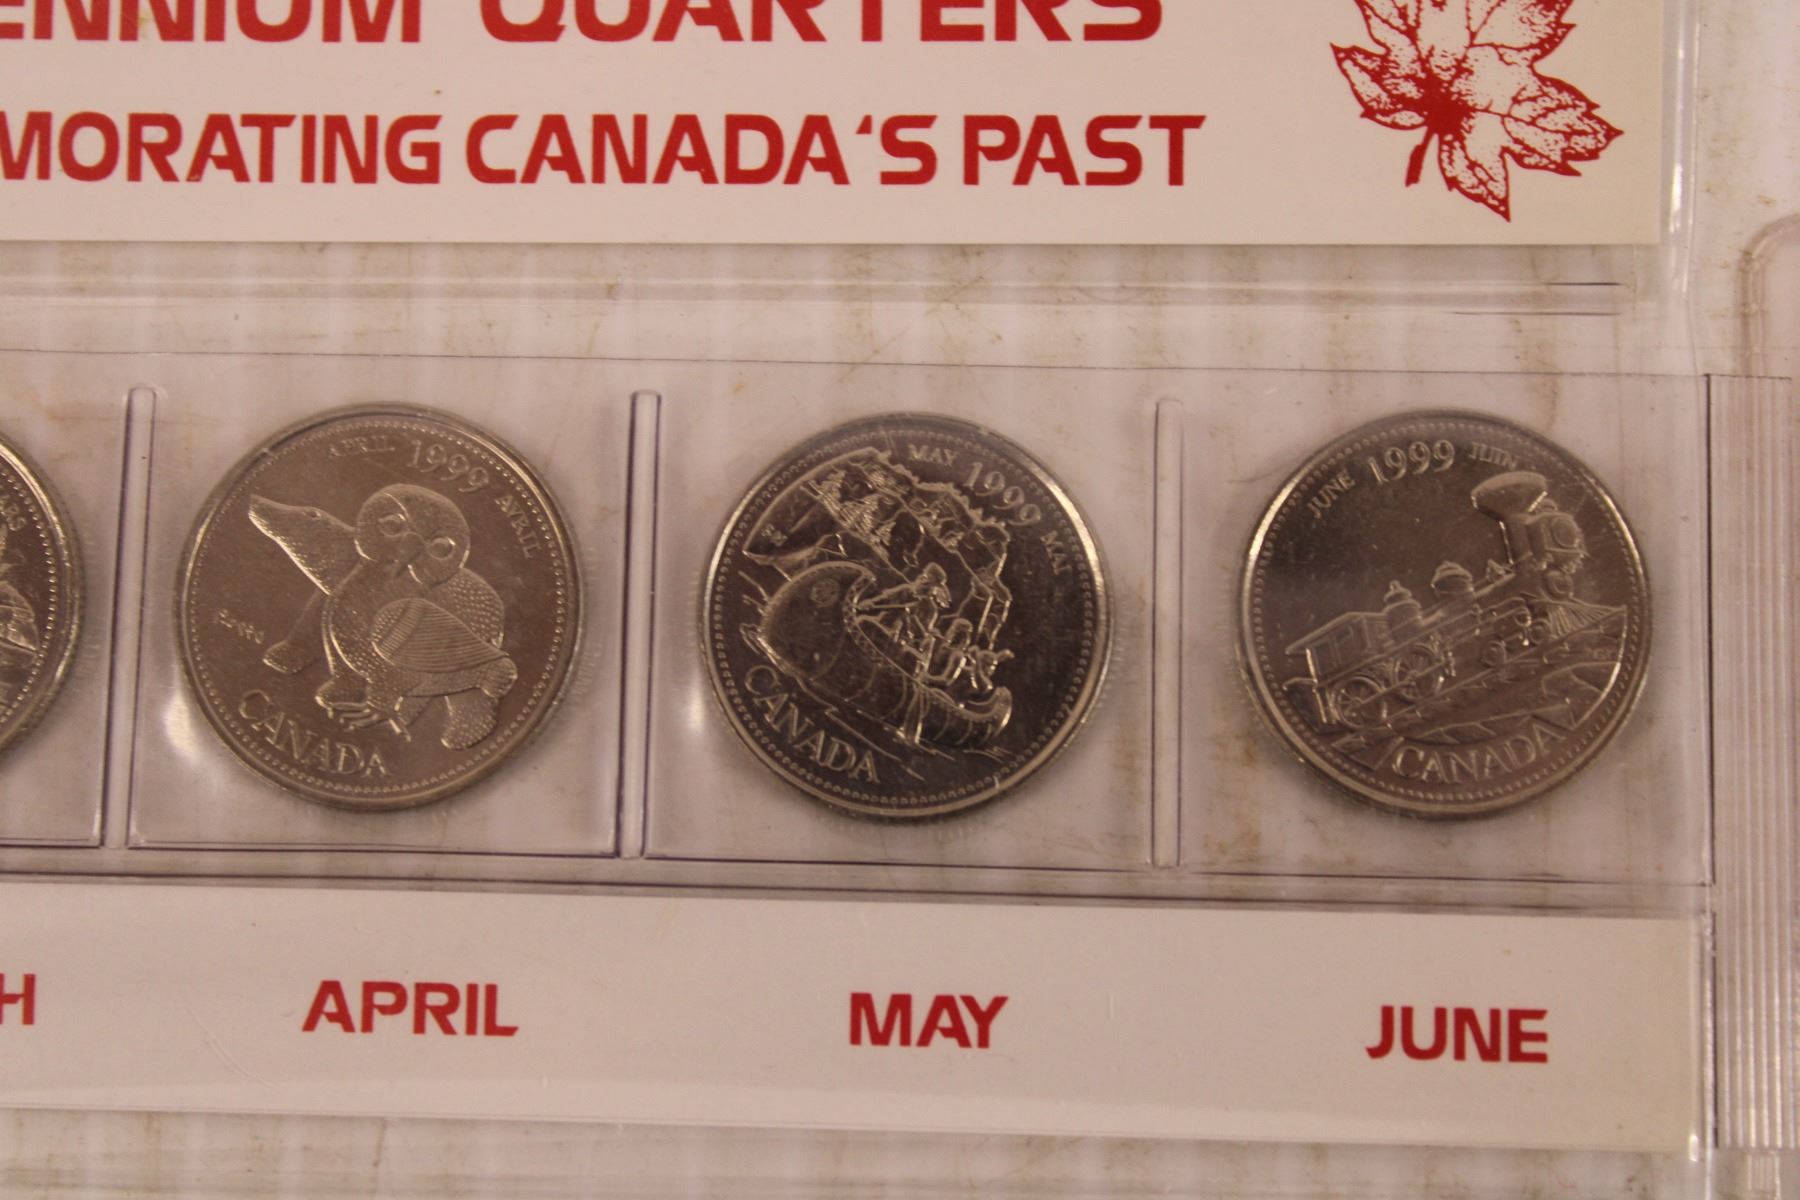 ENNIUM QUARTERS
MORATING CANADA'S PAST
APRIL 1999 AVRIL
CANADA
MAY 1999 MAI
CANADA
JUNE 1999 JUIN
CANADA
H
APRIL
MAY
JUNE